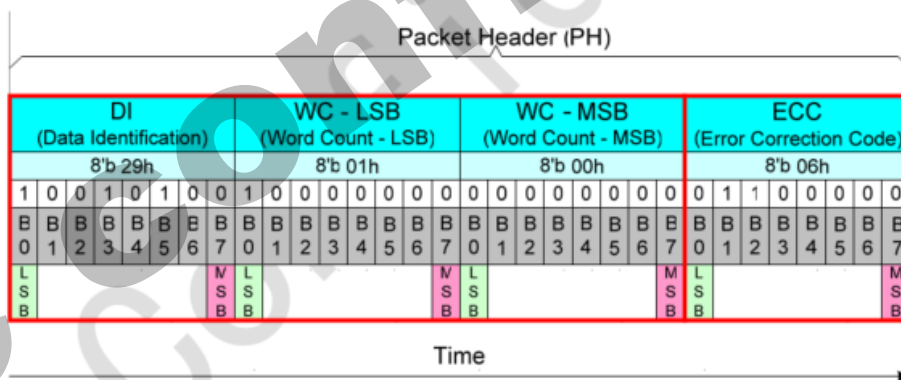 Packet Header (PH)
DI WC - LSB WC - MSB ECC
(Data Identification) (Word Count - LSB) (Word Count - MSB) (Error Correction Code)
8'b 29h 8'b 01h 8'b 00h 8'b 06h
1 0 0 1 0 1 0 0 1 0 0 0 0 0 0 0 0 0 0 0 0 0 0 0 0 1 1 0 0 0 0 0
B B B B B B B B B B B B B B B B B B B B B B B B B B B B B B B B
0 1 2 3 4 5 6 7 0 1 2 3 4 5 6 7 0 1 2 3 4 5 6 7 0 1 2 3 4 5 6 7
L M L M L M L M
S S S S S S S S
B B B B B B B B
Time